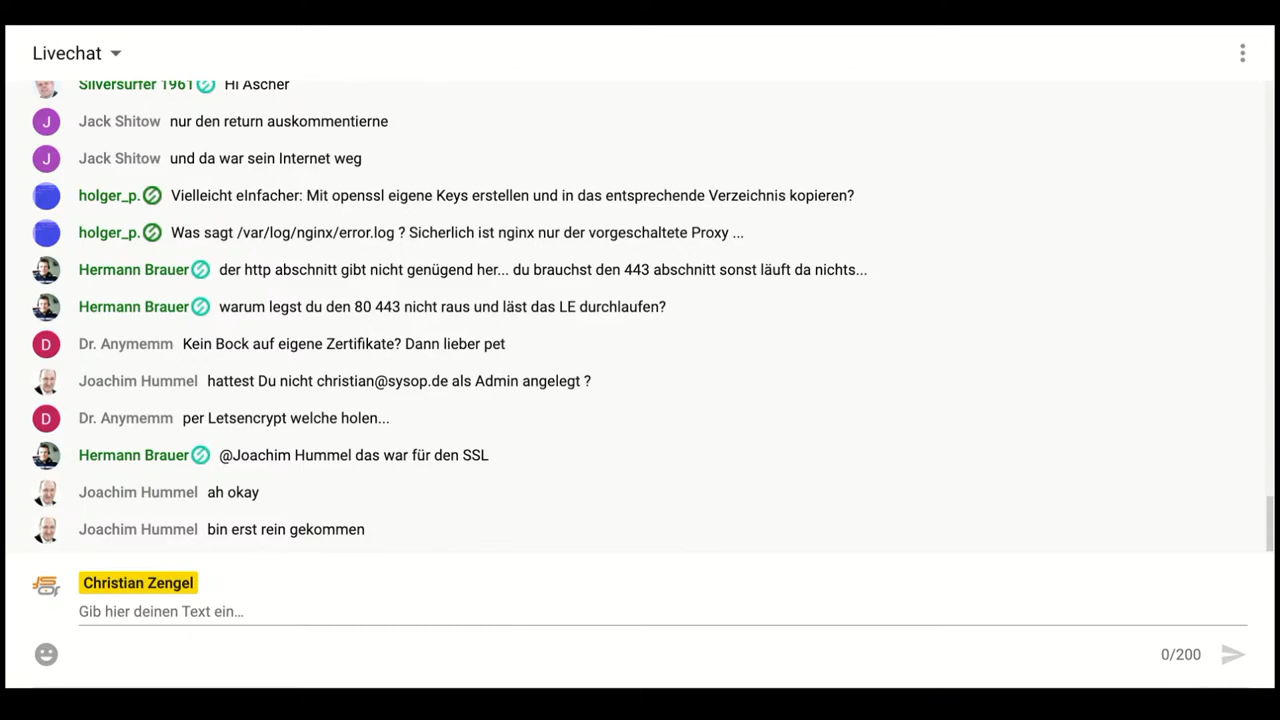 Livechat
Silversurfer 1961 Hi Ascher
J Jack Shitow nur den return auskommentierne
J Jack Shitow und da war sein Internet weg
holger_p. Vielleicht eInfacher: Mit openssl eigene Keys erstellen und in das entsprechende Verzeichnis kopieren?
holger_p. Was sagt /var/log/nginx/error.log ? Sicherlich ist nginx nur der vorgeschaltete Proxy ...
Hermann Brauer der http abschnitt gibt nicht genügend her... du brauchst den 443 abschnitt sonst läuft da nichts...
Hermann Brauer warum legst du den 80 443 nicht raus und läst das LE durchlaufen?
D Dr. Anymemm Kein Bock auf eigene Zertifikate? Dann lieber pet
Joachim Hummel hattest Du nicht christian@sysop.de als Admin angelegt ?
D Dr. Anymemm per Letsencrypt welche holen...
Hermann Brauer @Joachim Hummel das war für den SSL
Joachim Hummel ah okay
Joachim Hummel bin erst rein gekommen
Christian Zengel
Gib hier deinen Text ein...
0/200